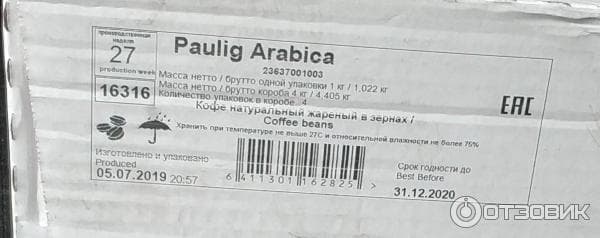 производственная
неделя
27
production week
16316
Paulig Arabica
23637001003
Масса нетто / брутто одной упаковки 1 кг / 1,022 кг
Масса нетто / брутто короба 4 кг / 4,405 кг
Количество упаковок в коробе 4
Кофе натуральный жареный в зернах /
Coffee beans
EAC
Хранить при температуре не выше 27С и относительной влажности не более 75%
Изготовлено и упаковано
Produced
05.07.2019 20:57
6 411301 162825 >
Срок годности до
Best Before
31.12.2020
ОТЗОВИК